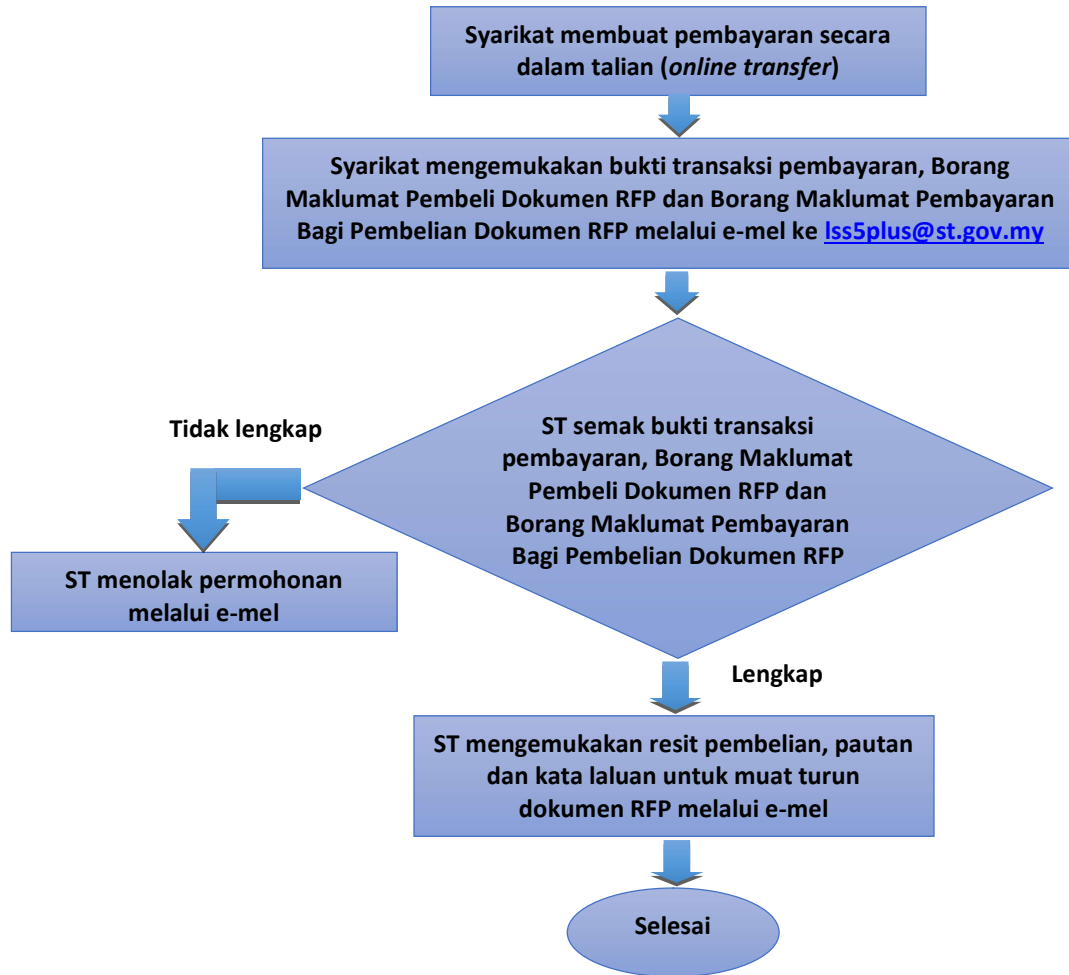 Syarikat membuat pembayaran secara
dalam talian (online transfer)
Syarikat mengemukakan bukti transaksi pembayaran, Borang
Maklumat Pembeli Dokumen RFP dan Borang Maklumat Pembayaran
Bagi Pembelian Dokumen RFP melalui e-mel ke lss5plus@st.gov.my
ST semak bukti transaksi
pembayaran, Borang Maklumat
Pembeli Dokumen RFP dan
Borang Maklumat Pembayaran
Bagi Pembelian Dokumen RFP
Tidak lengkap
ST menolak permohonan
melalui e-mel
Lengkap
ST mengemukakan resit pembelian, pautan
dan kata laluan untuk muat turun
dokumen RFP melalui e-mel
Selesai